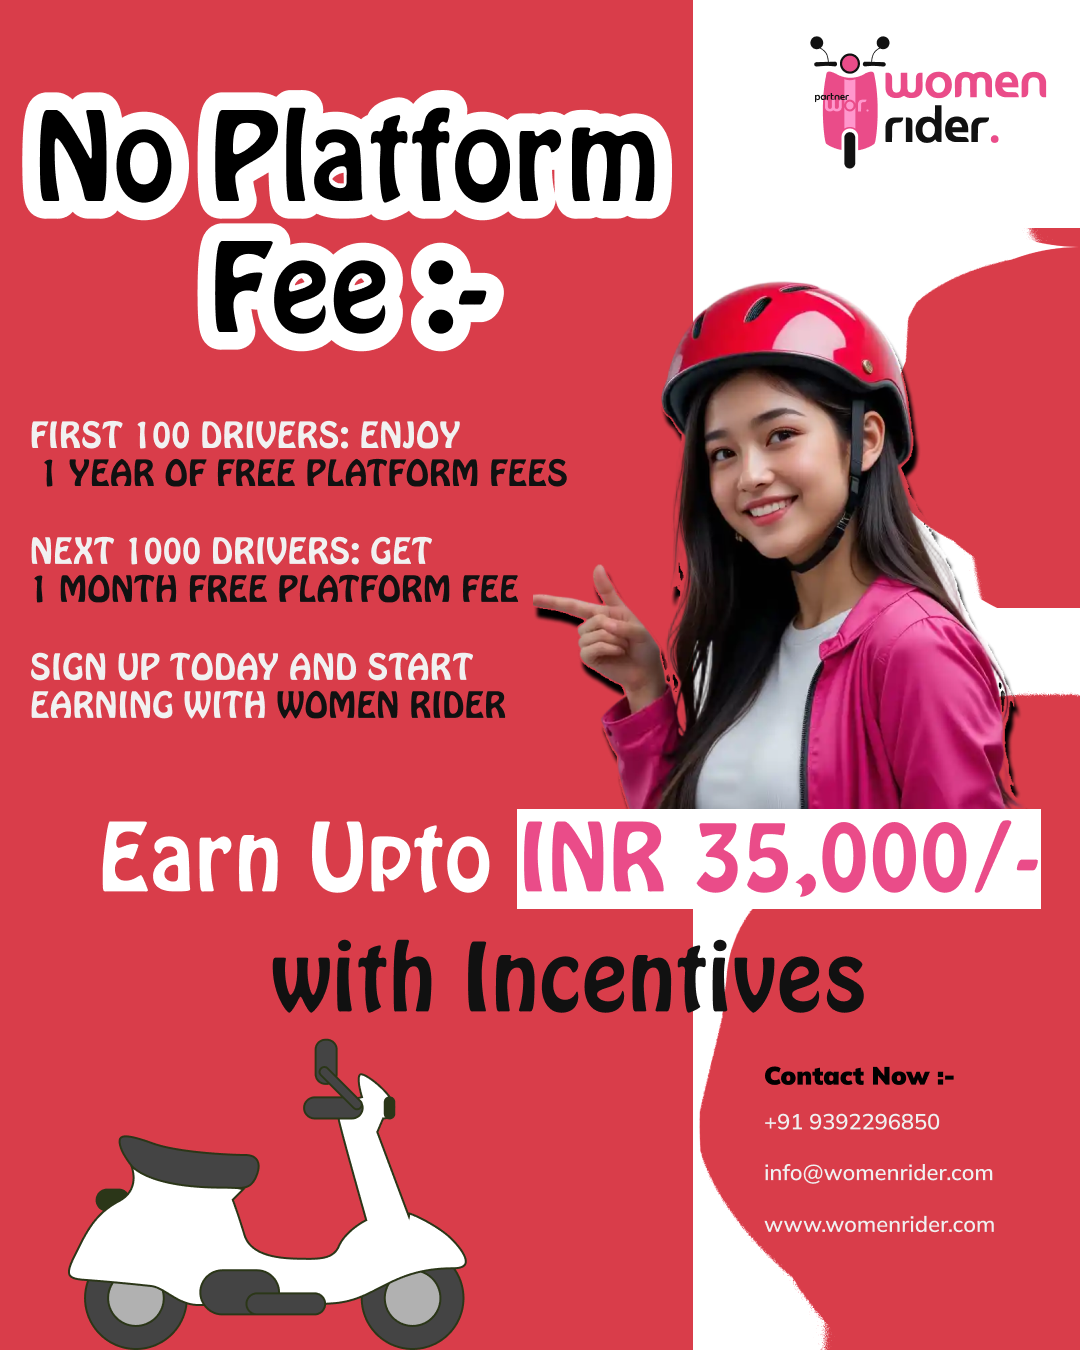 women
partner
wor.
rider.
No Platform
Fee :-
FIRST 100 DRIVERS: ENJOY
1 YEAR OF FREE PLATFORM FEES
NEXT 1000 DRIVERS: GET
1 MONTH FREE PLATFORM FEE
SIGN UP TODAY AND START
EARNING WITH WOMEN RIDER
Earn Upto INR 35,000/-
with Incentives
Contact Now :-
+91 9392296850
info@womenrider.com
www.womenrider.com